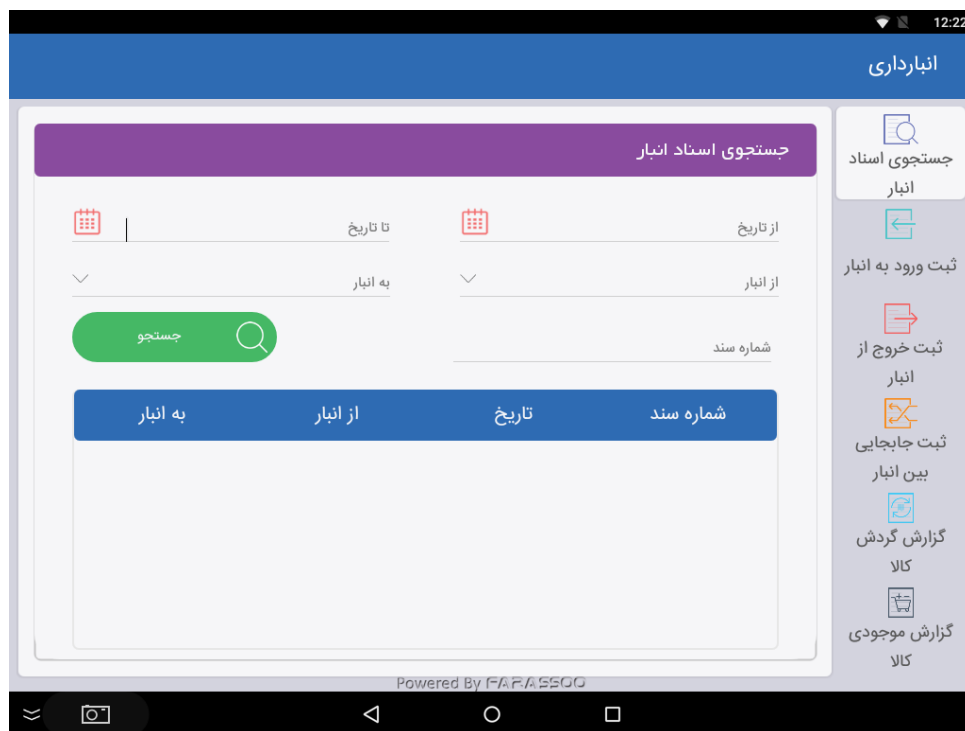 12:22
انبارداری
جستجوی اسناد
انبار
ثبت ورود به انبار
ثبت خروج از
انبار
ثبت جابجایی
بین انبار
گزارش گردش
کالا
گزارش موجودی
کالا
جستجوی اسناد انبار
از تاریخ
تا تاریخ
از انبار
به انبار
شماره سند
جستجو
شماره سند تاریخ از انبار به انبار
Powered By FARASSOO